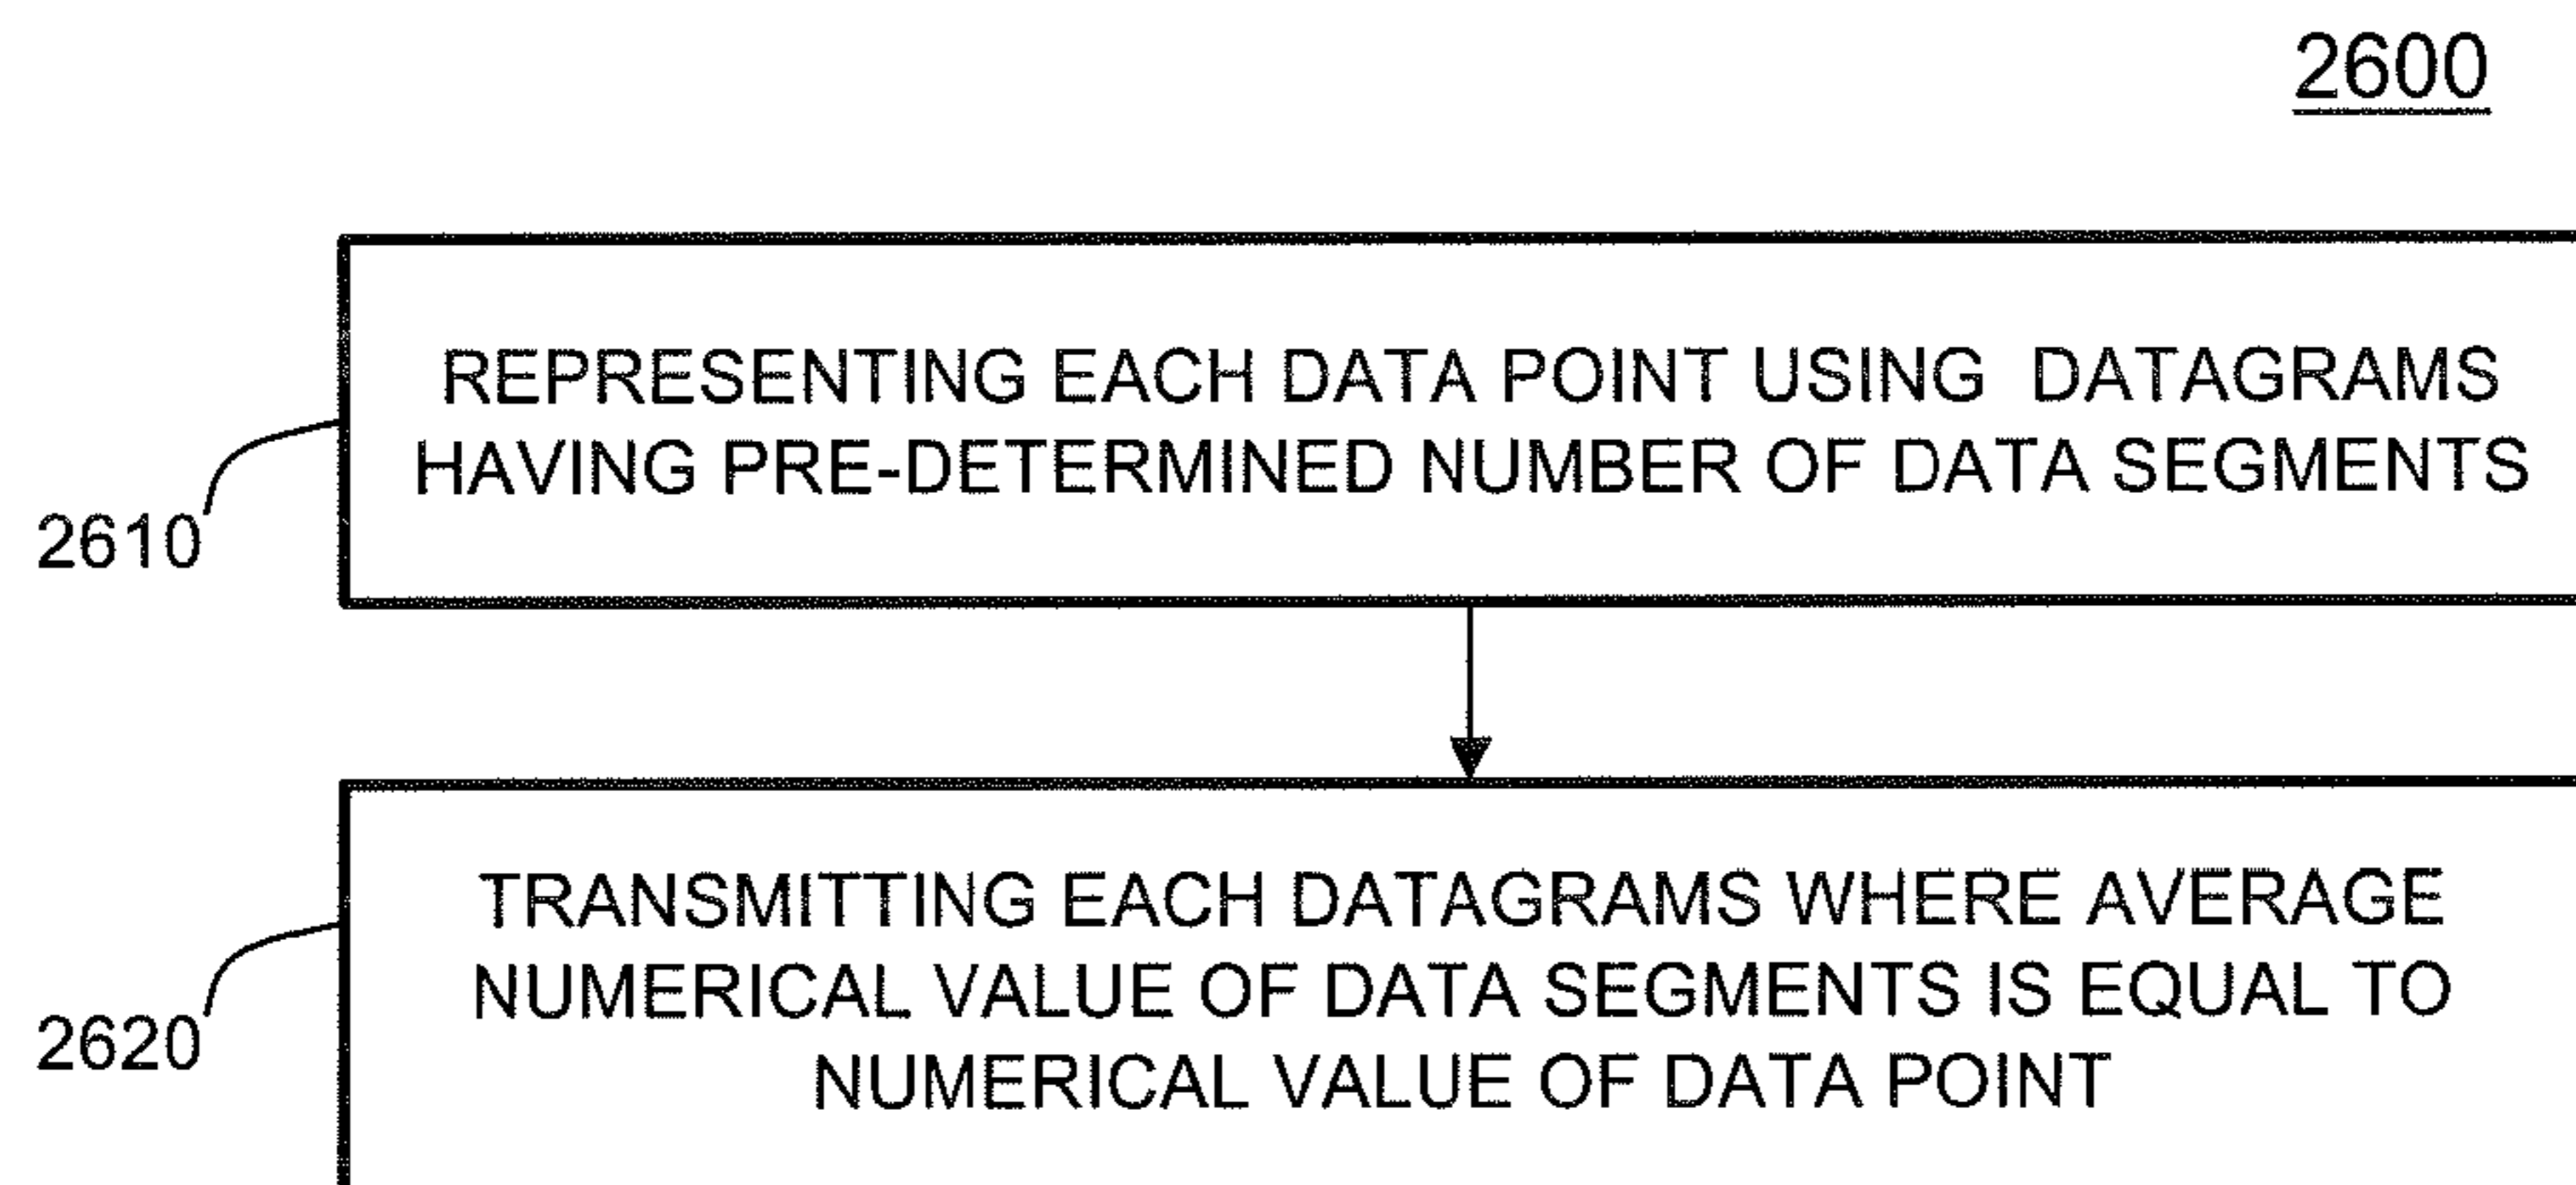 2600
REPRESENTING EACH DATA POINT USING DATAGRAMS
HAVING PRE-DETERMINED NUMBER OF DATA SEGMENTS
2610
TRANSMITTING EACH DATAGRAMS WHERE AVERAGE
NUMERICAL VALUE OF DATA SEGMENTS IS EQUAL TO
NUMERICAL VALUE OF DATA POINT
2620